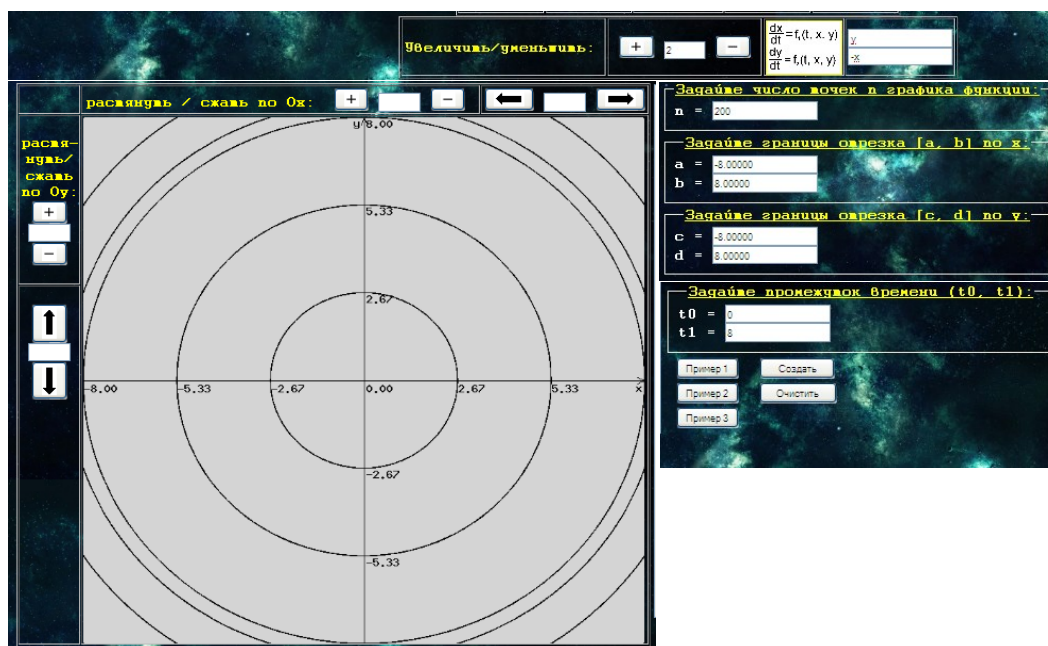 Увеличить/уменьшить: + 2 −
dx/dt = f,(t, x. y) y
dy/dt = f,(t, x, y) -x
растянуть / сжать по Ox: + −
растя-
нуть/
сжать
по Oy:
+
−
y 8.00
5.33
2.67
-8.00 -5.33 -2.67 0.00 2.67 5.33 x
-2.67
-5.33
Задайте число точек n графика функции:
n = 200
Задайте границы отрезка [a, b] по x:
a = -8.00000
b = 8.00000
Задайте границы отрезка [c, d] по y:
c = -8.00000
d = 8.00000
Задайте промежуток времени (t0, t1):
t0 = 0
t1 = 8
Пример 1 Создать
Пример 2 Очистить
Пример 3